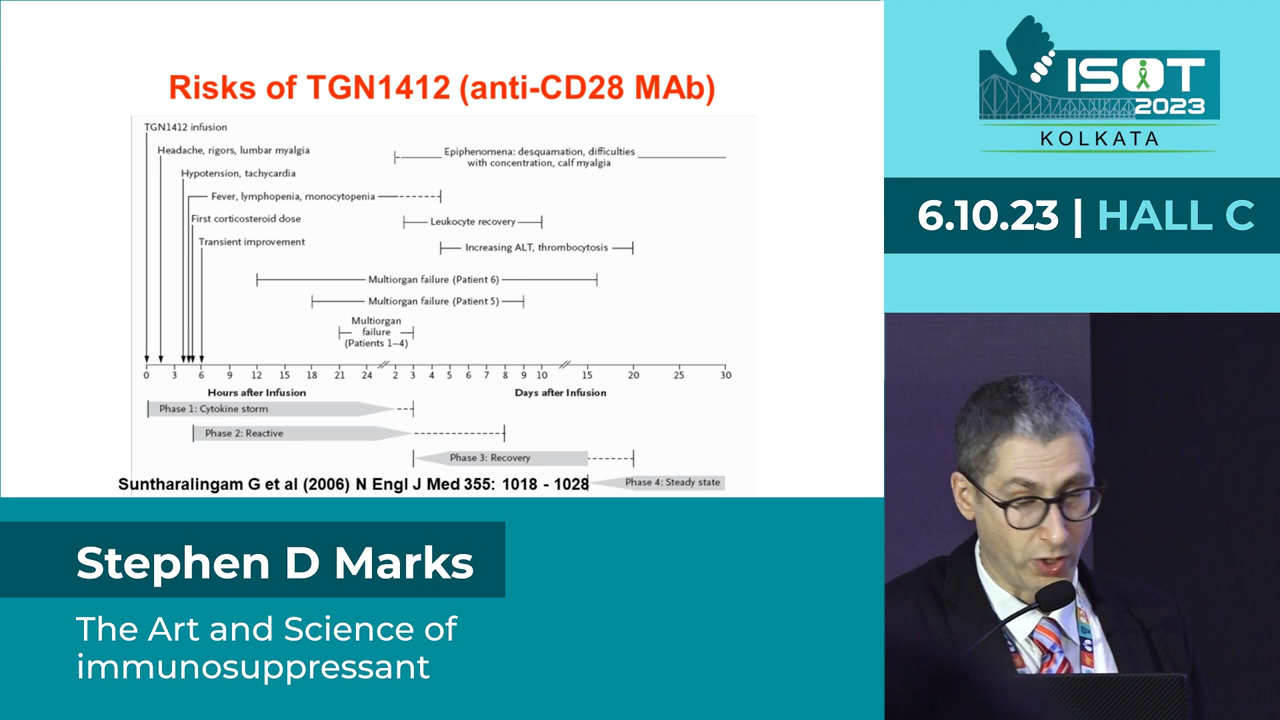 Risks of TGN1412 (anti-CD28 MAb)
TGN1412 infusion
Headache, rigors, lumbar myalgia
Hypotension, tachycardia
Fever, lymphopenia, monocytopenia
First corticosteroid dose
Transient improvement
Epiphenomena: desquamation, difficulties
with concentration, calf myalgia
Leukocyte recovery
Increasing ALT, thrombocytosis
Multiorgan failure (Patient 6)
Multiorgan failure (Patient 5)
Multiorgan
failure
(Patients 1–4)
0 3 6 9 12 15 18 21 24 2 3 4 5 6 7 8 9 10 15 20 25 30
Hours after Infusion
Days after Infusion
Phase 1: Cytokine storm
Phase 2: Reactive
Phase 3: Recovery
Phase 4: Steady state
Suntharalingam G et al (2006) N Engl J Med 355: 1018 - 1028
Stephen D Marks
The Art and Science of
immunosuppressant
ISOT
2023
KOLKATA
6.10.23 | HALL C